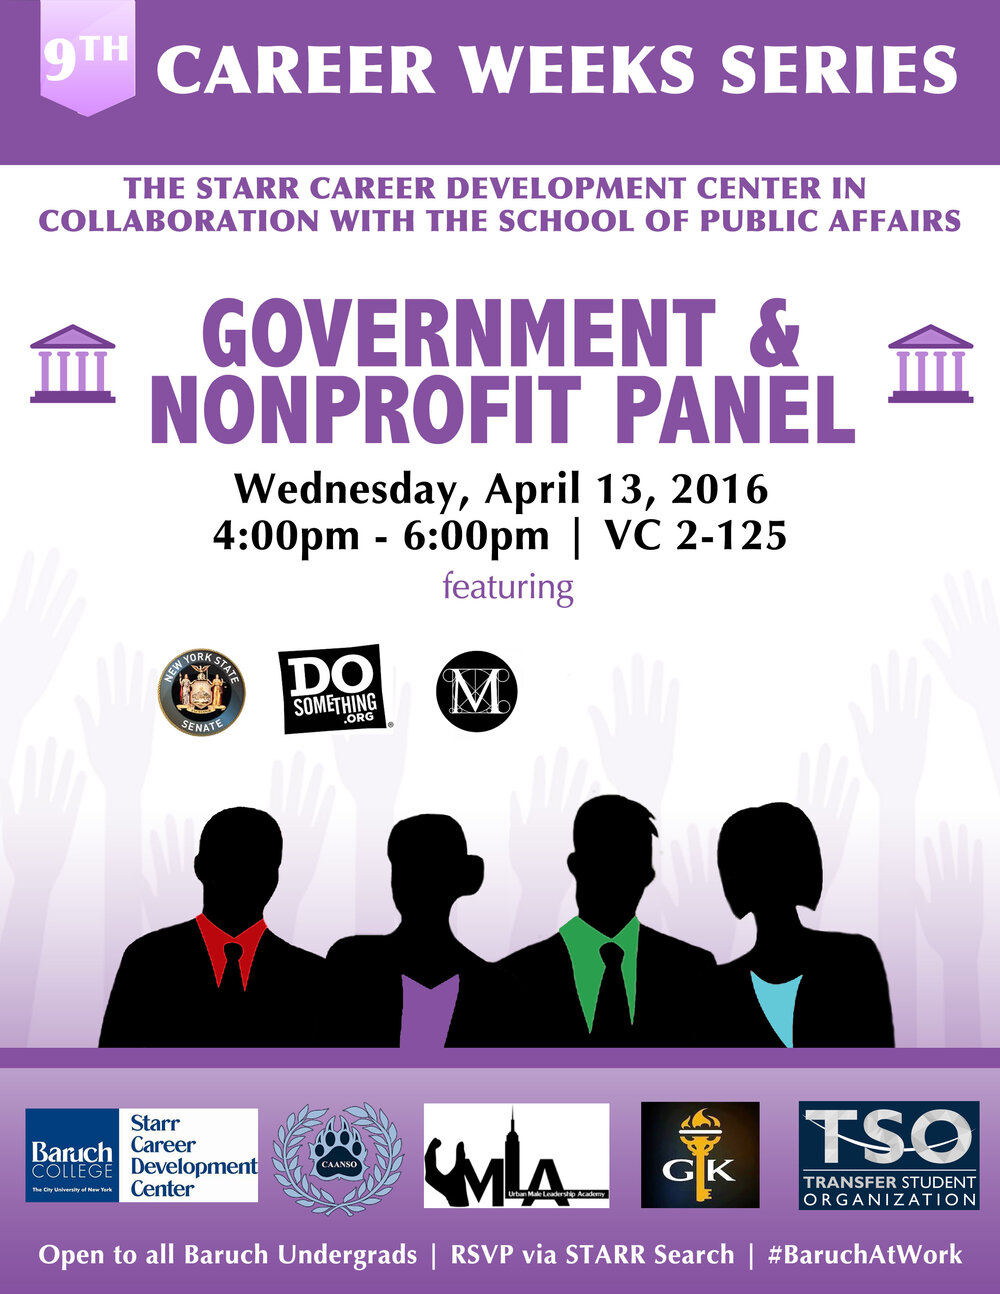 9TH CAREER WEEKS SERIES
THE STARR CAREER DEVELOPMENT CENTER IN
COLLABORATION WITH THE SCHOOL OF PUBLIC AFFAIRS
GOVERNMENT &
NONPROFIT PANEL
Wednesday, April 13, 2016
4:00pm - 6:00pm | VC 2-125
featuring
NEW YORK STATE
SENATE
DO
SOMETHING
.ORG
®
M
Baruch
COLLEGE
The City University of New York
Starr
Career
Development
Center
CAANSO
UMLA
Urban Male Leadership Academy
GK
TSO
TRANSFER STUDENT
ORGANIZATION
Open to all Baruch Undergrads | RSVP via STARR Search | #BaruchAtWork